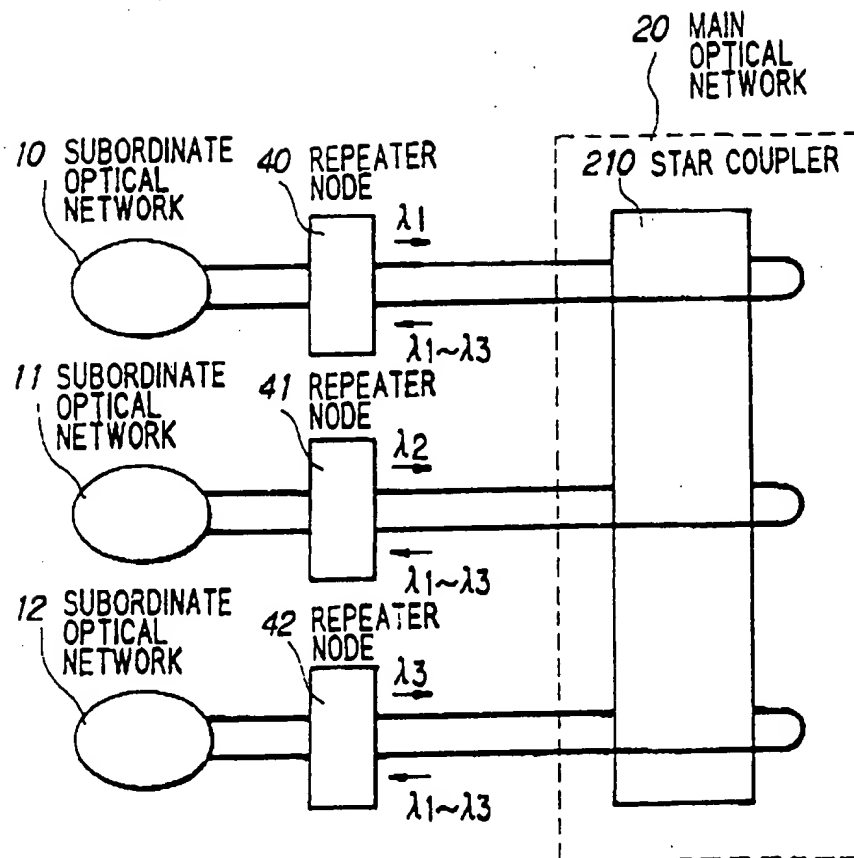 20 MAIN
OPTICAL
NETWORK
10 SUBORDINATE
OPTICAL
NETWORK
40 REPEATER
NODE
210 STAR COUPLER
λ1
λ1~λ3
11 SUBORDINATE
OPTICAL
NETWORK
41 REPEATER
NODE
λ2
λ1~λ3
12 SUBORDINATE
OPTICAL
NETWORK
42 REPEATER
NODE
λ3
λ1~λ3